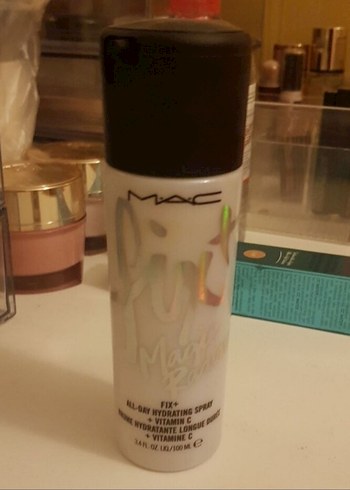 MAC
Fix+
Magic
Radiance
FIX+
ALL-DAY HYDRATING SPRAY
+ VITAMIN C
BRUME HYDRATANTE LONGUE DURÉE
+ VITAMINE C
3.4 FL. OZ. LIQ/100 ML ℮